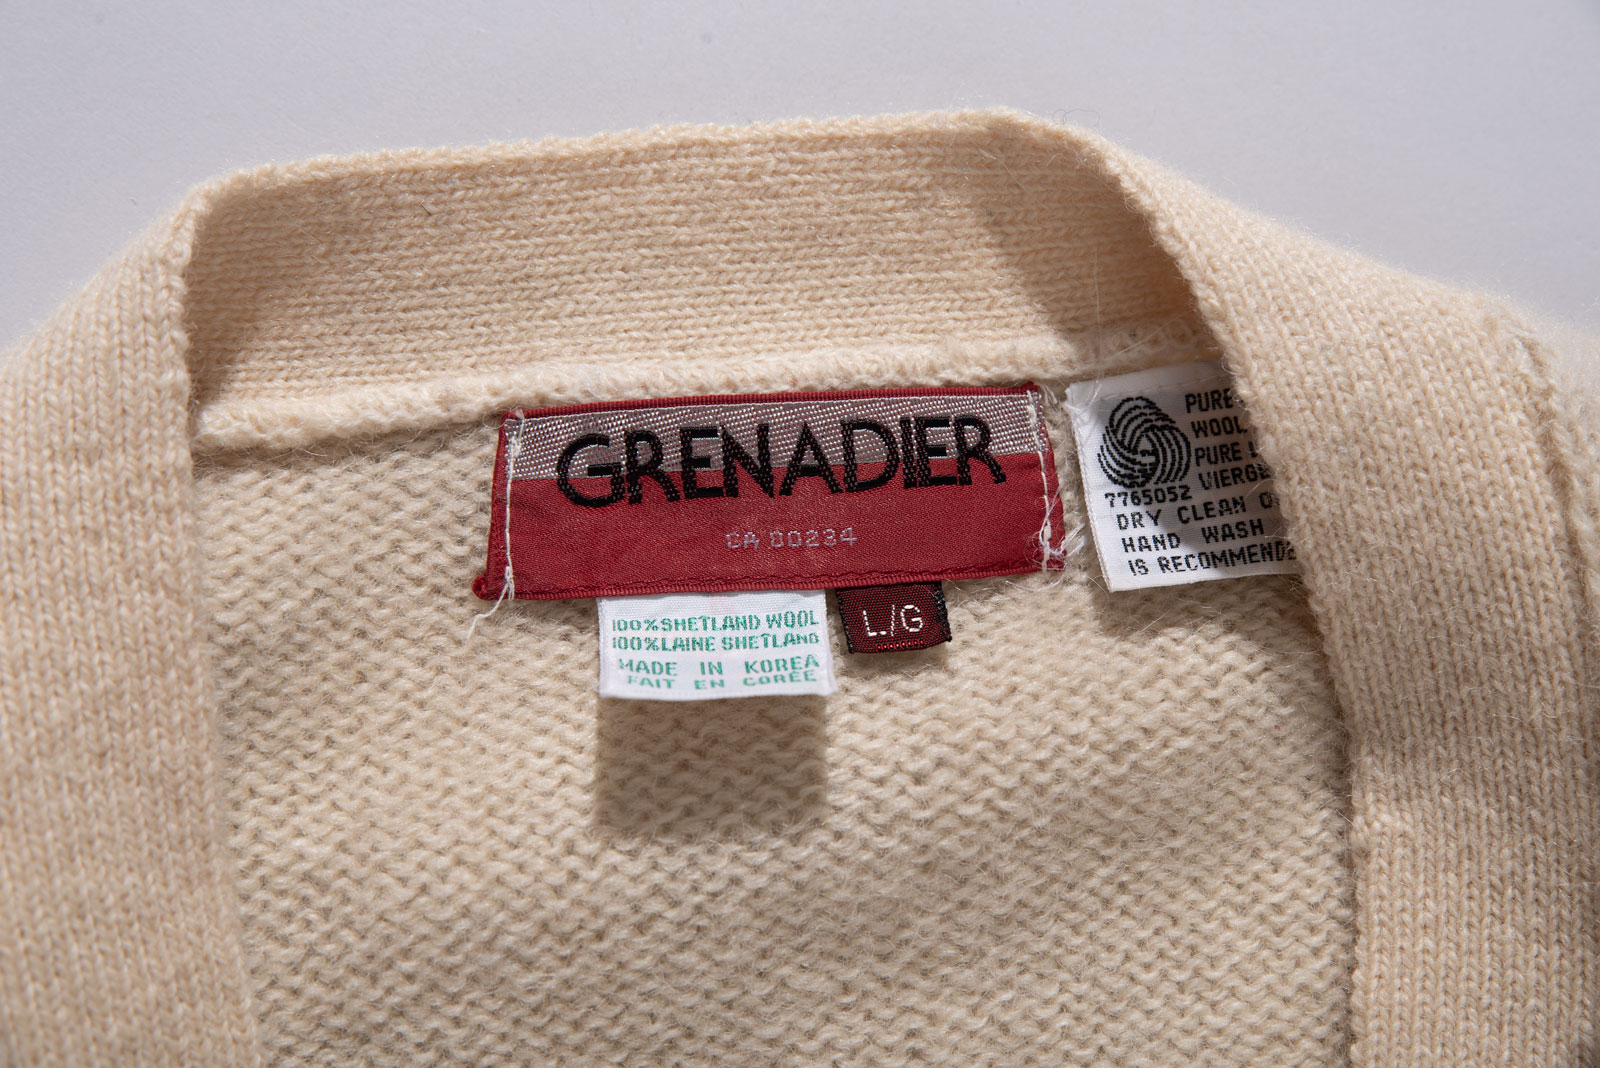 GRENADIER
CA 00234
100% SHETLAND WOOL
100% LAINE SHETLAND
MADE IN KOREA
FAIT EN CORÉE
L/G
PURE
WOOL
PURE
VIERGE
7765052
DRY CLEAN
HAND WASH
IS RECOMMENDE